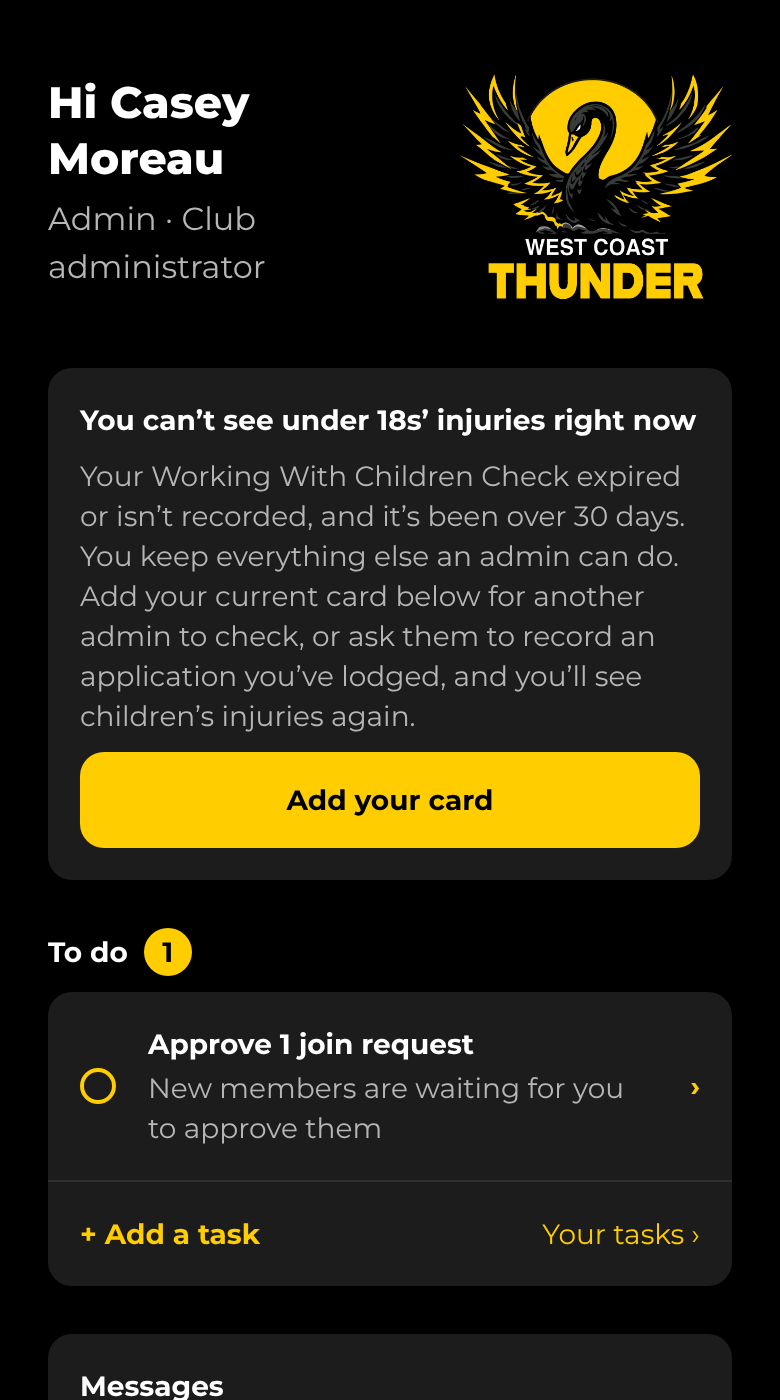 Hi Casey
Moreau
Admin · Club
administrator
WEST COAST
THUNDER
You can’t see under 18s’ injuries right now
Your Working With Children Check expired
or isn’t recorded, and it’s been over 30 days.
You keep everything else an admin can do.
Add your current card below for another
admin to check, or ask them to record an
application you’ve lodged, and you’ll see
children’s injuries again.
Add your card
To do 1
Approve 1 join request
New members are waiting for you
to approve them
›
+ Add a task
Your tasks ›
Messages